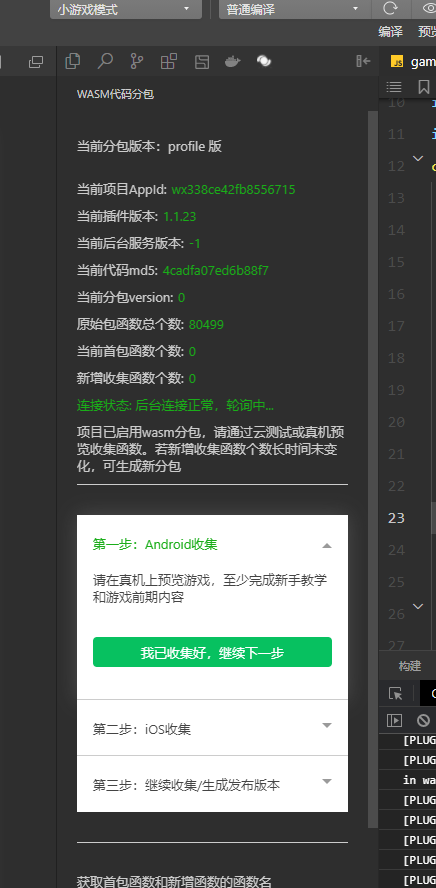 小游戏模式
普通编译
编译
预览
WASM代码分包
gam
当前分包版本：profile 版
当前项目AppId: wx338ce42fb8556715
当前插件版本: 1.1.23
当前后台服务版本: -1
当前代码md5: 4cadfa07ed6b88f7
当前分包version: 0
原始包函数总个数: 80499
当前首包函数个数: 0
新增收集函数个数: 0
连接状态: 后台连接正常，轮询中...
项目已启用wasm分包，请通过云测试或真机预
览收集函数。若新增收集函数个数长时间未变
化，可生成新分包
第一步：Android收集
请在真机上预览游戏，至少完成新手教学
和游戏前期内容
我已收集好，继续下一步
第二步：iOS收集
第三步：继续收集/生成发布版本
获取首包函数和新增函数的函数名
10
11
12
13
14
15
16
17
18
19
20
21
22
23
24
25
26
27
构建
[PLUG
[PLUG
in wa
[PLUG
[PLUG
[PLUG
[PLUG
[PLUG